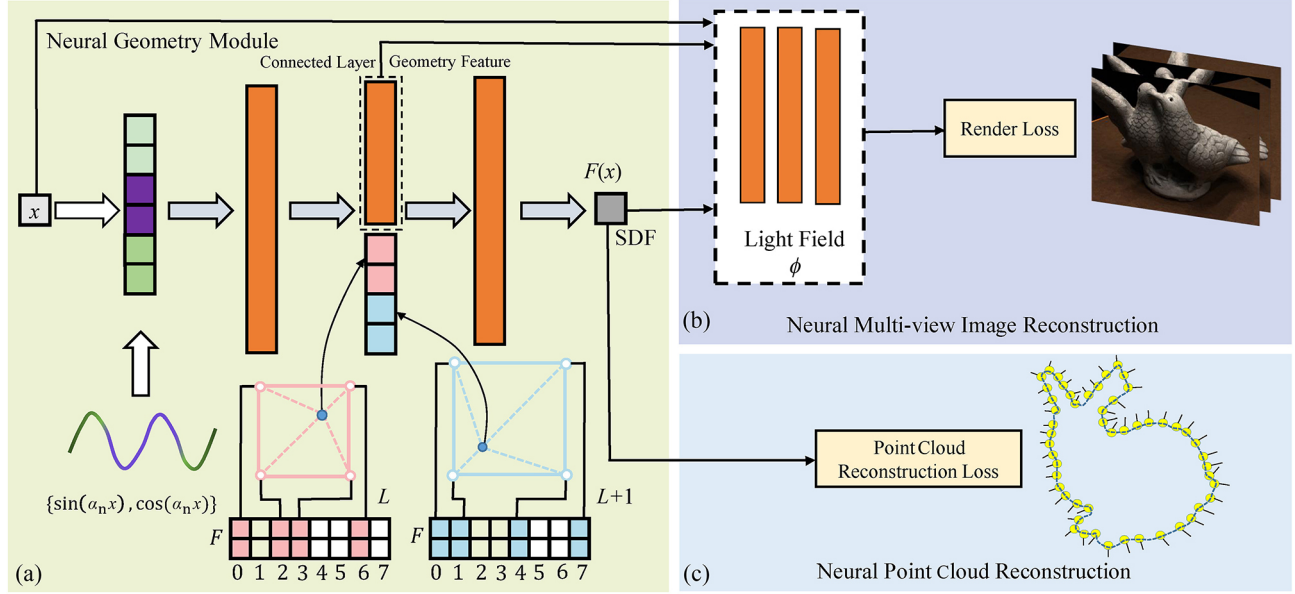 Neural Geometry Module
Connected Layer
Geometry Feature
x
F(x)
SDF
{sin(αₙx),cos(αₙx)}
L
F
0 1 2 3 4 5 6 7
L+1
F
0 1 2 3 4 5 6 7
(a)
Light Field
ϕ
Render Loss
(b)
Neural Multi-view Image Reconstruction
Point Cloud
Reconstruction Loss
(c)
Neural Point Cloud Reconstruction